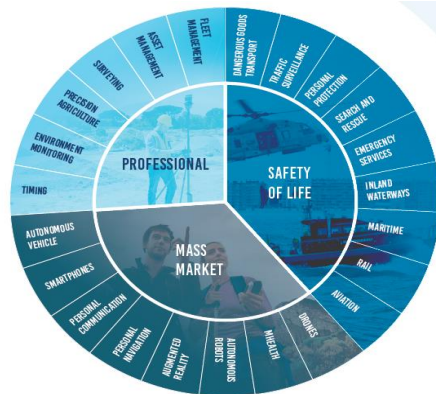 FLEET
MANAGEMENT
ASSET
MANAGEMENT
SURVEYING
PRECISION
AGRICULTURE
ENVIRONMENT
MONITORING
TIMING
PROFESSIONAL
DANGEROUS GOODS
TRANSPORT
TRAFFIC
SURVEILLANCE
PERSONAL
PROTECTION
SEARCH AND
RESCUE
EMERGENCY
SERVICES
INLAND
WATERWAYS
MARITIME
RAIL
AVIATION
SAFETY
OF LIFE
AUTONOMOUS
VEHICLE
SMARTPHONES
PERSONAL
COMMUNICATION
PERSONAL
NAVIGATION
AUGMENTED
REALITY
AUTONOMOUS
ROBOTS
MHEALTH
DRONES
MASS
MARKET